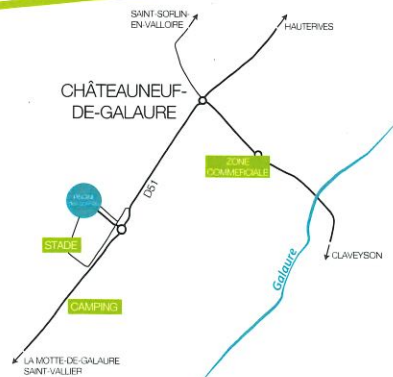 SAINT-SORLIN-
EN-VALLOIRE
HAUTERIVES
CHÂTEAUNEUF-
DE-GALAURE
ZONE
COMMERCIALE
D51
STADE
CLAVEYSON
Galaure
CAMPING
LA MOTTE-DE-GALAURE
SAINT-VALLIER